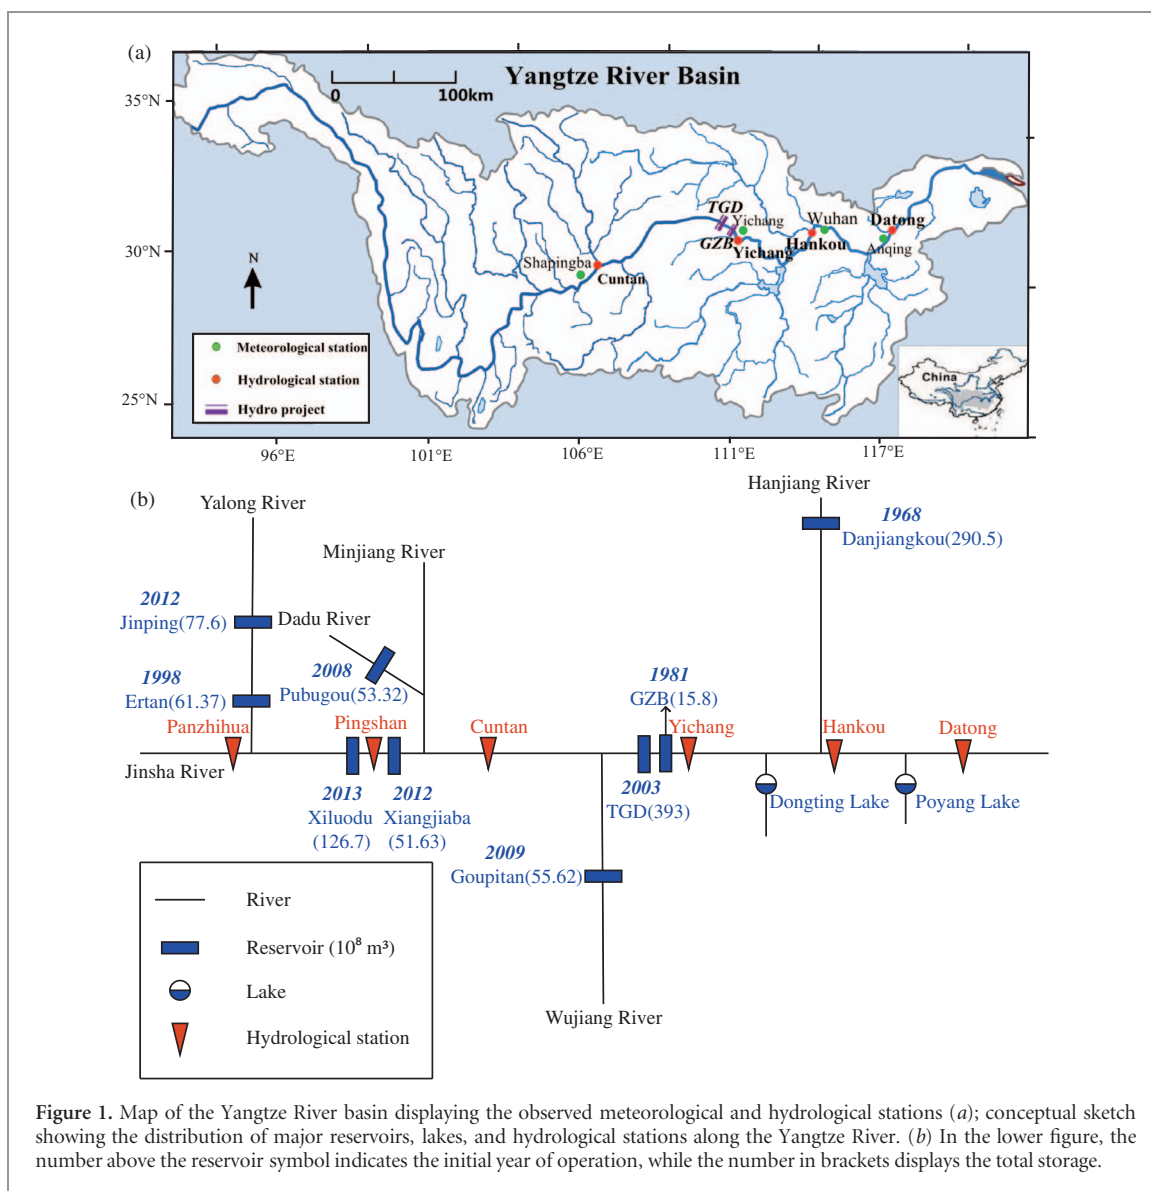 (a)
Yangtze River Basin
0 100km
35°N
30°N
25°N
N
TGD
Yichang
GZB
Yichang
Wuhan
Hankou
Datong
Anqing
Shapingba
Cuntan
Meteorological station
Hydrological station
Hydro project
China
96°E 101°E 106°E 111°E 117°E
(b)
Yalong River
Hanjiang River
1968
Danjiangkou(290.5)
Minjiang River
2012
Jinping(77.6)
Dadu River
1998
Ertan(61.37)
2008
Pubugou(53.32)
1981
GZB(15.8)
Panzhihua Pingshan Cuntan Yichang Hankou Datong
Jinsha River
2013
Xiluodu
(126.7)
2012
Xiangjiaba
(51.63)
2003
TGD(393)
Dongting Lake
Poyang Lake
2009
Goupitan(55.62)
Wujiang River
River
Reservoir (10⁸ m³)
Lake
Hydrological station
Figure 1. Map of the Yangtze River basin displaying the observed meteorological and hydrological stations (a); conceptual sketch
showing the distribution of major reservoirs, lakes, and hydrological stations along the Yangtze River. (b) In the lower figure, the
number above the reservoir symbol indicates the initial year of operation, while the number in brackets displays the total storage.